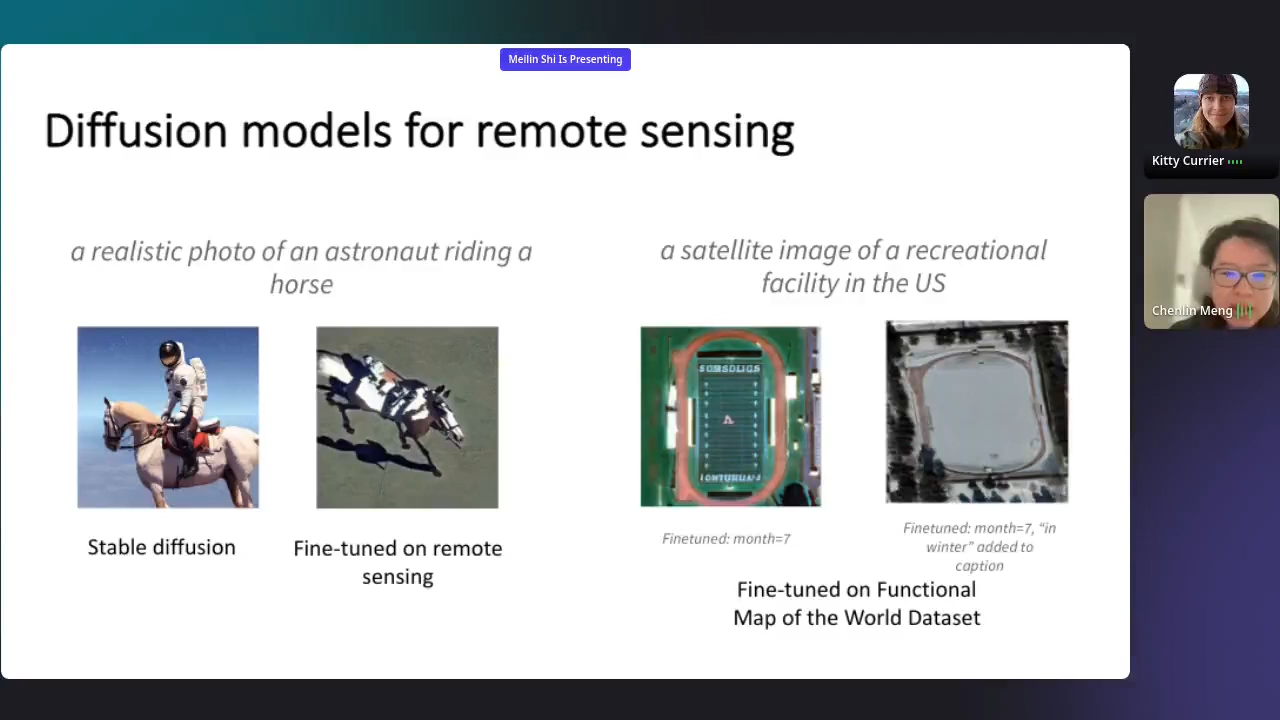 Meilin Shi Is Presenting
Diffusion models for remote sensing
a realistic photo of an astronaut riding a
horse
a satellite image of a recreational
facility in the US
Stable diffusion
Fine-tuned on remote
sensing
Finetuned: month=7
Finetuned: month=7, “in
winter” added to
caption
Fine-tuned on Functional
Map of the World Dataset
Kitty Currier
Chenlin Meng